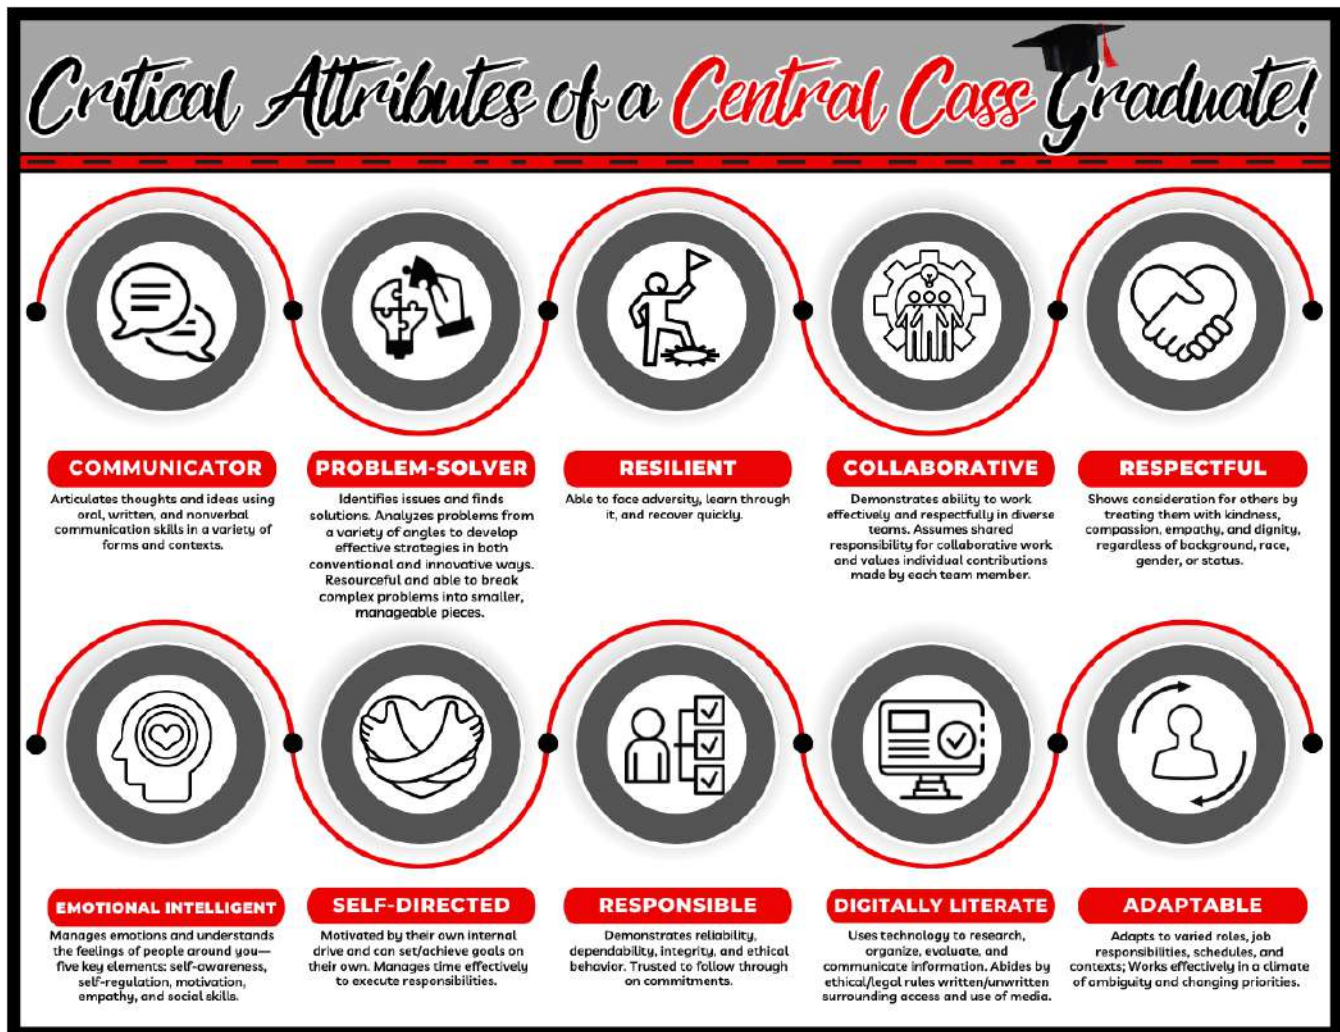 Critical Attributes of a Central Cass Graduate!
COMMUNICATOR
Articulates thoughts and ideas using
oral, written, and nonverbal
communication skills in a variety of
forms and contexts.
PROBLEM-SOLVER
Identifies issues and finds
solutions. Analyzes problems from
a variety of angles to develop
effective strategies in both
conventional and innovative ways.
Resourceful and able to break
complex problems into smaller,
manageable pieces.
RESILIENT
Able to face adversity, learn through
it, and recover quickly.
COLLABORATIVE
Demonstrates ability to work
effectively and respectfully in diverse
teams. Assumes shared
responsibility for collaborative work
and values individual contributions
made by each team member.
RESPECTFUL
Shows consideration for others by
treating them with kindness,
compassion, empathy, and dignity,
regardless of background, race,
gender, or status.
EMOTIONAL INTELLIGENT
Manages emotions and understands
the feelings of people around you—
five key elements: self-awareness,
self-regulation, motivation,
empathy, and social skills.
SELF-DIRECTED
Motivated by their own internal
drive and can set/achieve goals on
their own. Manages time effectively
to execute responsibilities.
RESPONSIBLE
Demonstrates reliability,
dependability, integrity, and ethical
behavior. Trusted to follow through
on commitments.
DIGITALLY LITERATE
Uses technology to research,
organize, evaluate, and
communicate information. Abides by
ethical/legal rules written/unwritten
surrounding access and use of media.
ADAPTABLE
Adapts to varied roles, job
responsibilities, schedules, and
contexts; Works effectively in a climate
of ambiguity and changing priorities.